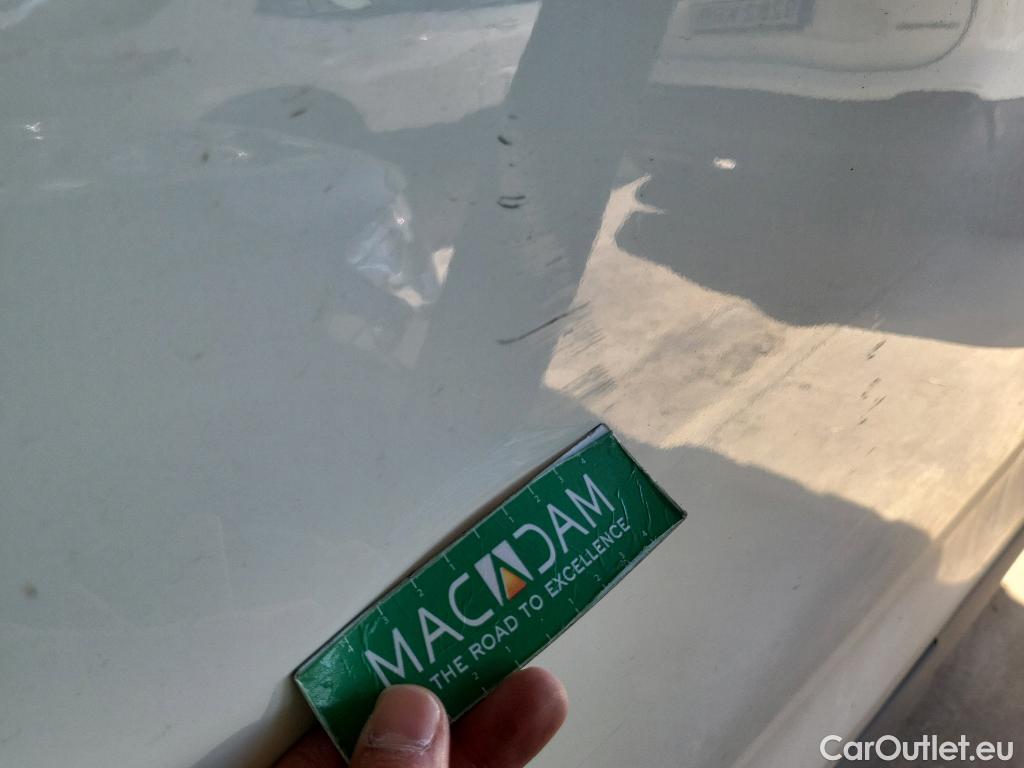 MACADAM
THE ROAD TO EXCELLENCE
CarOutlet.eu